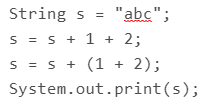 String s = "abc";
s = s + 1 + 2;
s = s + (1 + 2);
System.out.print(s);